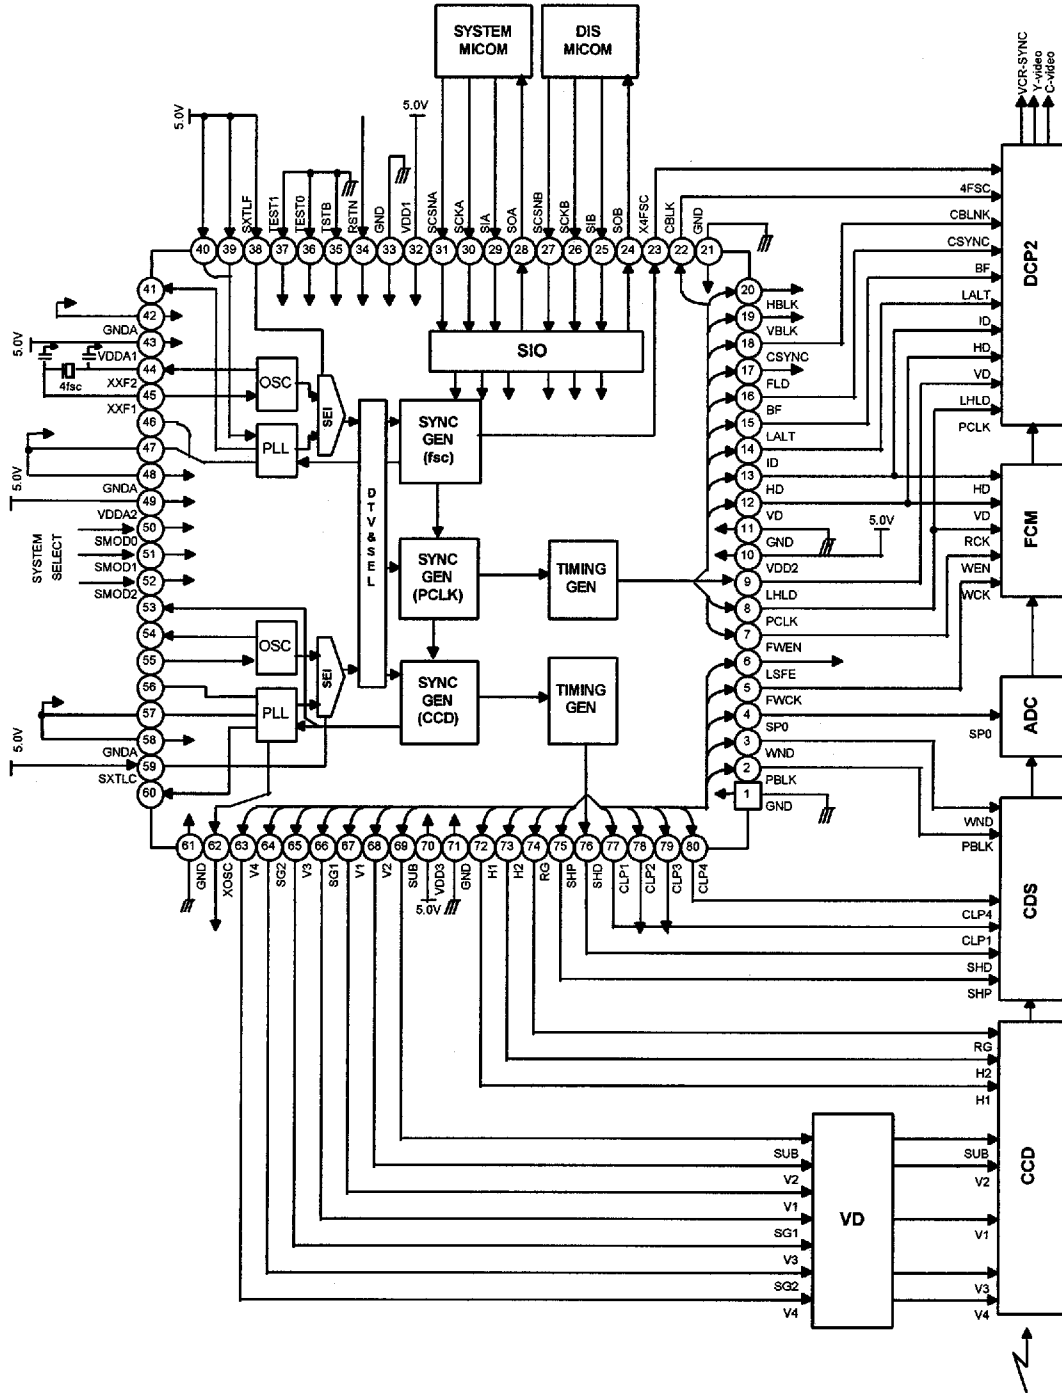 SYSTEM
MICOM
DIS
MICOM
VCR-SYNC
Y-video
C-video
5.0V
5.0V
SXTLF
TEST1
TEST0
TSTB
RSTN
GND
VDD1
SCSNA
SCKA
SIA
SOA
SCSNB
SCKB
SIB
SOB
X4FSC
CBLK
GND
40
39
38
37
36
35
34
33
32
31
30
29
28
27
26
25
24
23
22
21
41
42
GNDA
5.0V
43
VDDA1
44
4fsc
XXF2
45
XXF1
46
47
48
GNDA
5.0V
49
VDDA2
50
SMOD0
51
SMOD1
52
SMOD2
SYSTEM
SELECT
53
54
55
56
57
58
GNDA
5.0V
59
SXTLC
60
OSC
PLL
SEI
OSC
PLL
SEI
DTV&SEL
SIO
SYNC
GEN
(fsc)
SYNC
GEN
(PCLK)
SYNC
GEN
(CCD)
TIMING
GEN
TIMING
GEN
20
HBLK
19
VBLK
18
CSYNC
17
FLD
16
BF
15
LALT
14
ID
13
HD
12
VD
11
GND
10
5.0V
VDD2
9
LHLD
8
PCLK
7
FWEN
6
LSFE
5
FWCK
4
SP0
3
WND
2
PBLK
1
GND
4FSC
CBLNK
CSYNC
BF
LALT
ID
HD
VD
LHLD
PCLK
DCP2
HD
VD
RCK
WEN
WCK
FCM
SP0
ADC
WND
PBLK
CLP4
CLP1
SHD
SHP
CDS
61
62
63
64
65
66
67
68
69
70
71
72
73
74
75
76
77
78
79
80
GND
XOSC
V4
SG2
V3
SG1
V1
V2
SUB
VDD3
5.0V
GND
H1
H2
RG
SHP
SHD
CLP1
CLP2
CLP3
CLP4
RG
H2
H1
SUB
V2
V1
SG1
V3
SG2
V4
VD
SUB
V2
V1
V3
V4
CCD